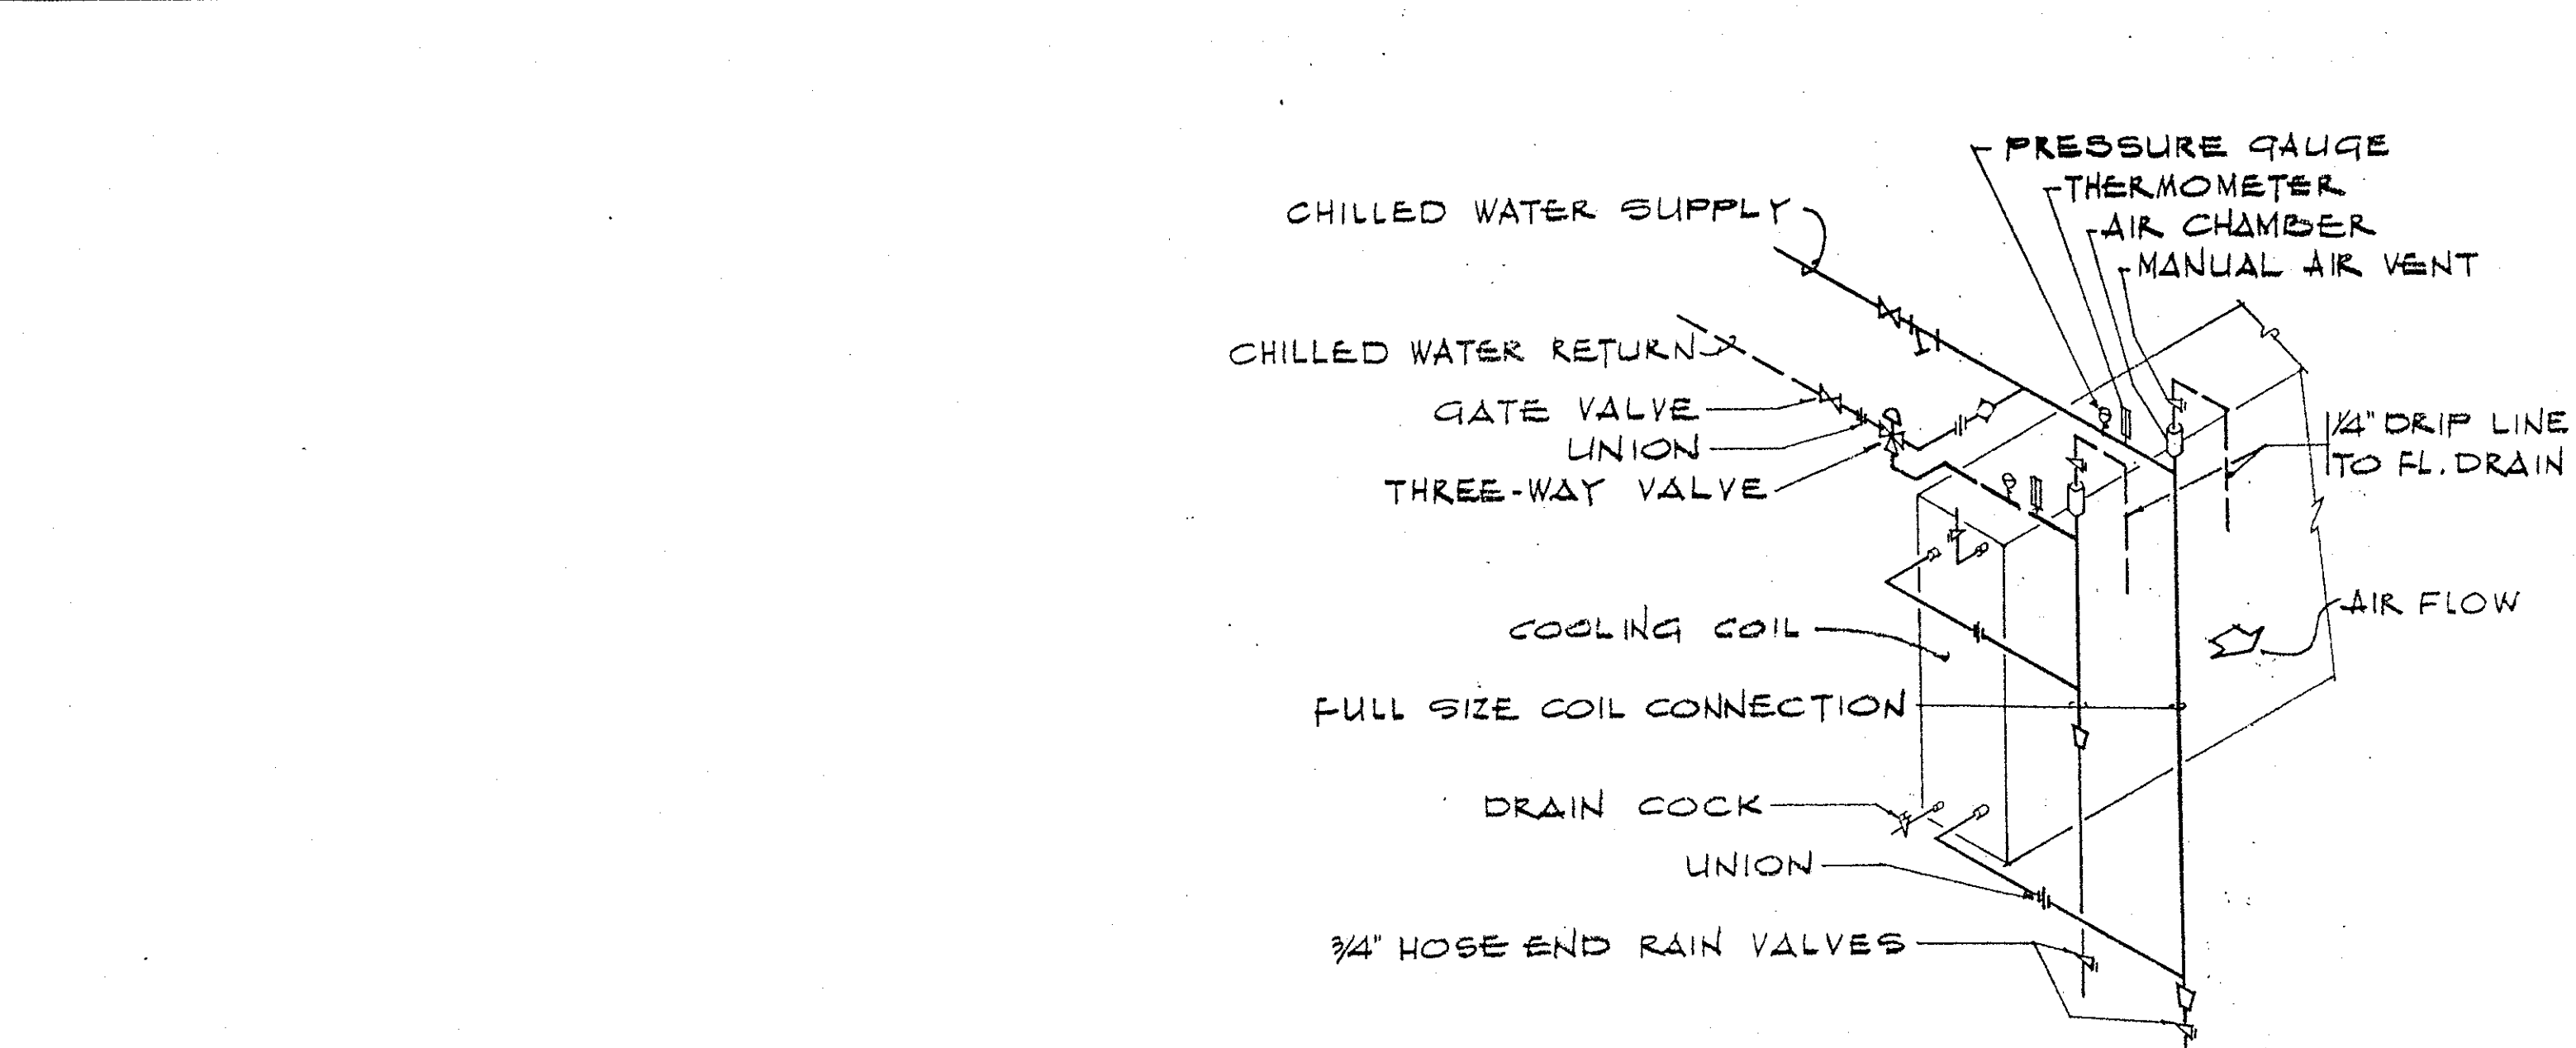 PRESSURE GAUGE
THERMOMETER
CHILLED WATER SUPPLY
AIR CHAMBER
MANUAL AIR VENT
CHILLED WATER RETURN
GATE VALVE
1/4" DRIP LINE
UNION
TO FL. DRAIN
THREE-WAY VALVE
AIR FLOW
COOLING COIL
FULL SIZE COIL CONNECTION
DRAIN COCK
UNION
3/4" HOSE END RAIN VALVES